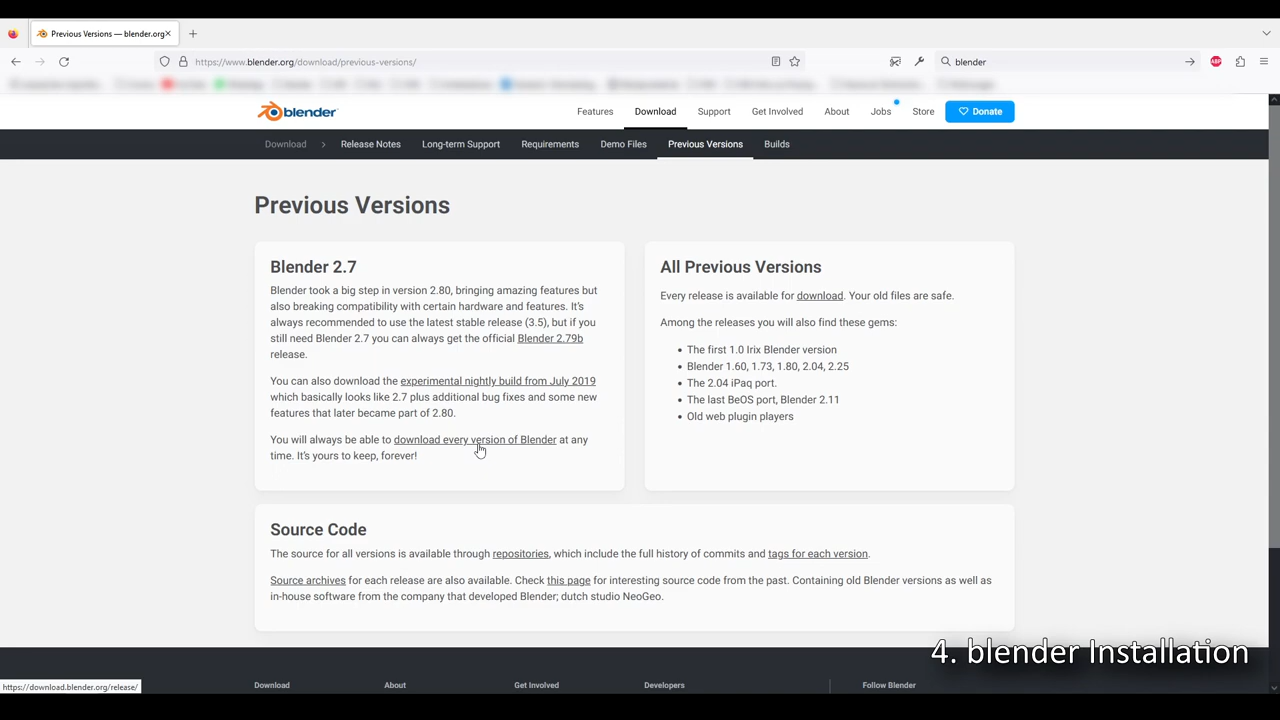 Previous Versions — blender.org
https://www.blender.org/download/previous-versions/
blender
ABP
blender
Features
Download
Support
Get Involved
About
Jobs
Store
Donate
Download
Release Notes
Long-term Support
Requirements
Demo Files
Previous Versions
Builds
Previous Versions
Blender 2.7
Blender took a big step in version 2.80, bringing amazing features but
also breaking compatibility with certain hardware and features. It's
always recommended to use the latest stable release (3.5), but if you
still need Blender 2.7 you can always get the official Blender 2.79b
release.
You can also download the experimental nightly build from July 2019
which basically looks like 2.7 plus additional bug fixes and some new
features that later became part of 2.80.
You will always be able to download every version of Blender at any
time. It's yours to keep, forever!
All Previous Versions
Every release is available for download. Your old files are safe.
Among the releases you will also find these gems:
• The first 1.0 Irix Blender version
• Blender 1.60, 1.73, 1.80, 2.04, 2.25
• The 2.04 iPaq port.
• The last BeOS port, Blender 2.11
• Old web plugin players
Source Code
The source for all versions is available through repositories, which include the full history of commits and tags for each version.
Source archives for each release are also available. Check this page for interesting source code from the past. Containing old Blender versions as well as
in-house software from the company that developed Blender; dutch studio NeoGeo.
4. blender Installation
Download
About
Get Involved
Developers
Follow Blender
https://download.blender.org/release/